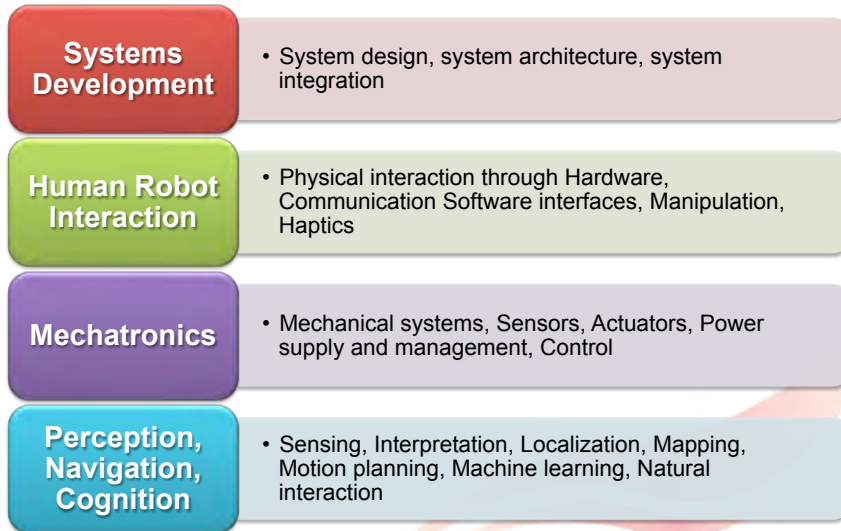 Systems
Development
• System design, system architecture, system
integration
Human Robot
Interaction
• Physical interaction through Hardware,
Communication Software interfaces, Manipulation,
Haptics
Mechatronics
• Mechanical systems, Sensors, Actuators, Power
supply and management, Control
Perception,
Navigation,
Cognition
• Sensing, Interpretation, Localization, Mapping,
Motion planning, Machine learning, Natural
interaction